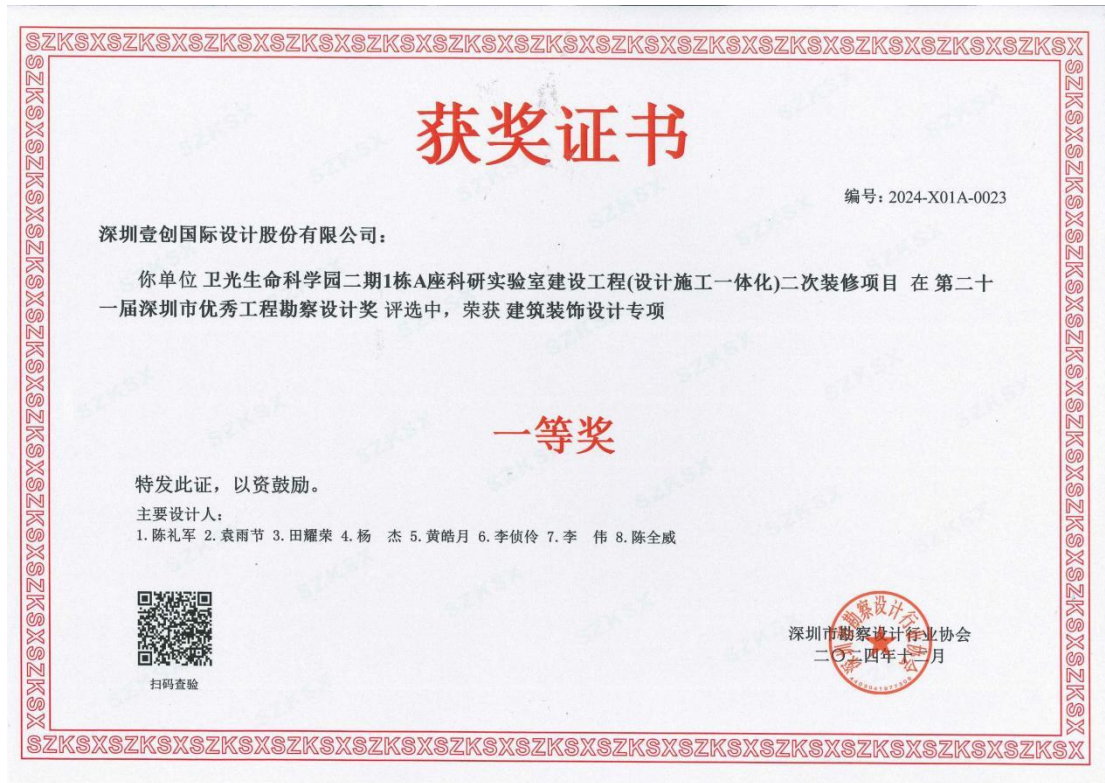 SZKSXSZKSXSZKSXSZKSXSZKSXSZKSXSZKSXSZKSXSZKSXSZKSXSZKSX
获奖证书
编号: 2024-X01A-0023
深圳壹创国际设计股份有限公司：
你单位 卫光生命科学园二期1栋A座科研实验室建设工程(设计施工一体化)二次装修项目 在 第二十
一届深圳市优秀工程勘察设计奖 评选中，荣获 建筑装饰设计专项
一等奖
特发此证，以资鼓励。
主要设计人：
1.陈礼军 2.袁雨节 3.田耀荣 4.杨 杰 5.黄皓月 6.李侦伶 7.李 伟 8.陈全威
扫码查验
深圳市勘察设计行业协会
二〇二四年十二月
SZKSXSZKSXSZKSXSZKSXSZKSXSZKSXSZKSXSZKSXSZKSXSZKSXSZKSX